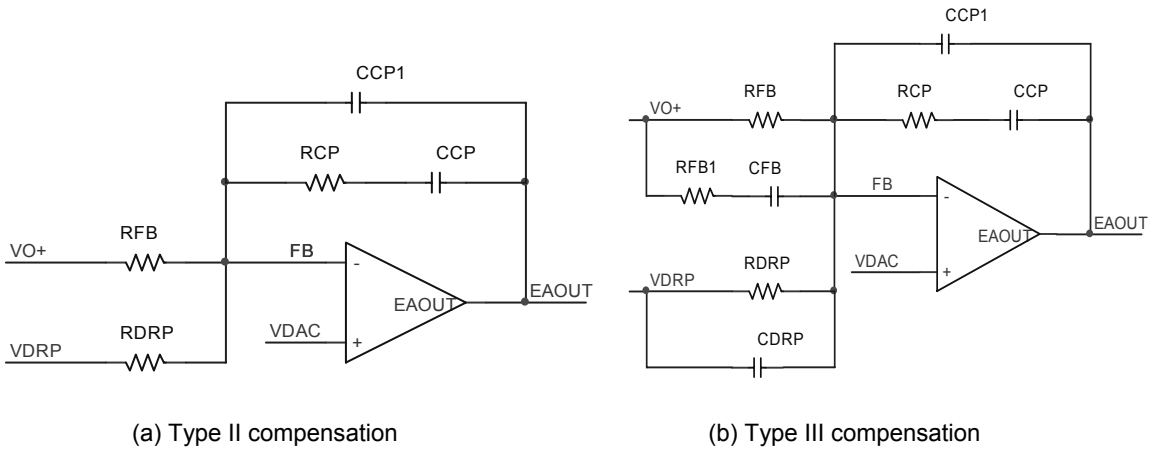 CCP1
RCP CCP
RFB
VO+
FB
-
EAOUT
EAOUT
RDRP
VDAC
+
VDRP
(a) Type II compensation
CCP1
RFB
RCP
CCP
VO+
RFB1
CFB
FB
-
EAOUT
EAOUT
RDRP
VDAC
+
VDRP
CDRP
(b) Type III compensation